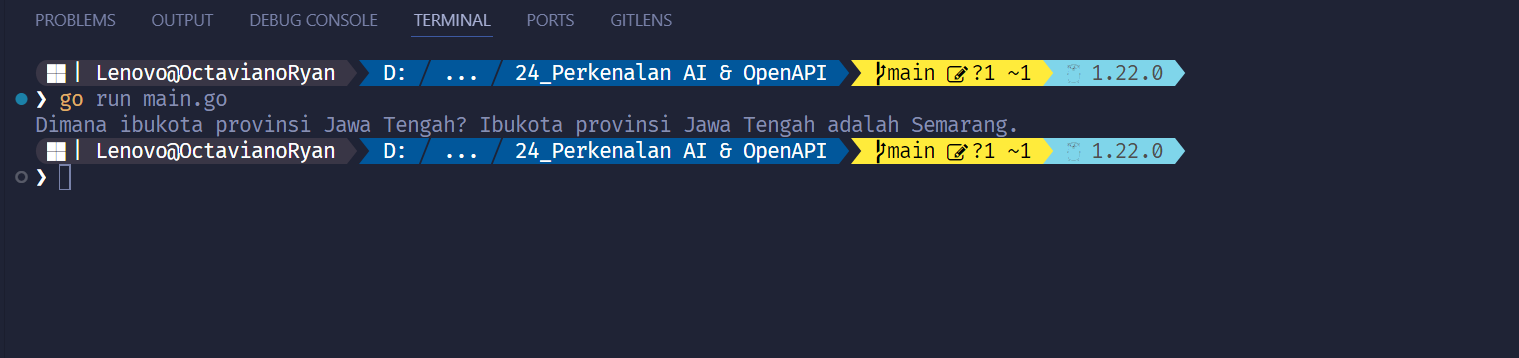 PROBLEMS OUTPUT DEBUG CONSOLE TERMINAL PORTS GITLENS
| Lenovo@OctavianoRyan D: ... 24_Perkenalan AI & OpenAPI main ?1 ~1 1.22.0
❯ go run main.go
Dimana ibukota provinsi Jawa Tengah? Ibukota provinsi Jawa Tengah adalah Semarang.
| Lenovo@OctavianoRyan D: ... 24_Perkenalan AI & OpenAPI main ?1 ~1 1.22.0
❯